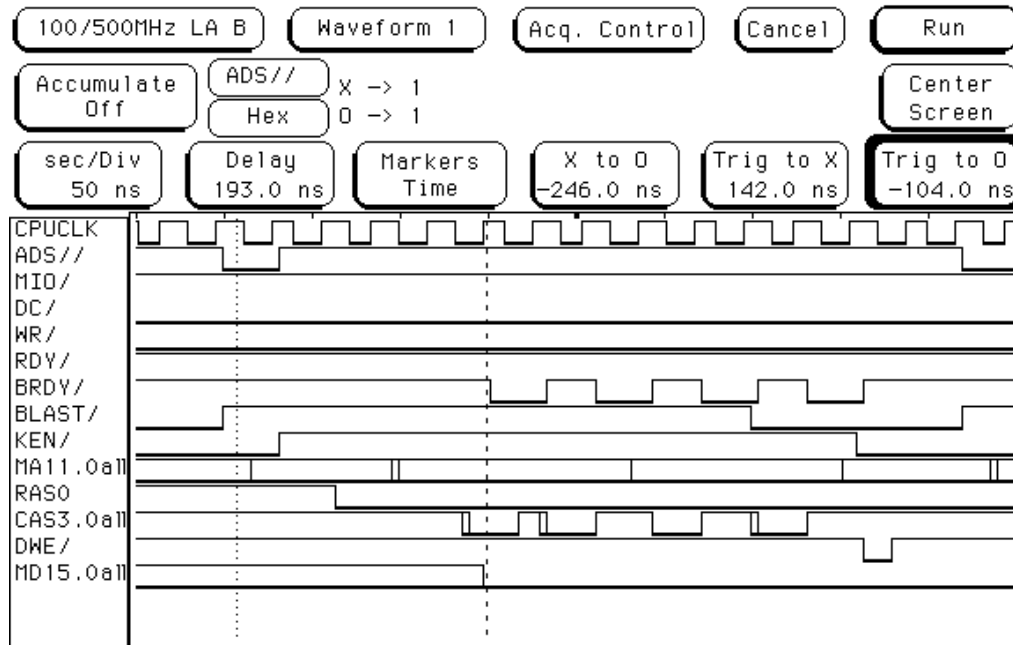 100/500MHz LA B Waveform 1 Acq. Control Cancel Run
Accumulate Off ADS// X -> 1 Center Screen
Hex O -> 1
sec/Div Delay Markers X to O Trig to X Trig to O
50 ns 193.0 ns Time -246.0 ns 142.0 ns -104.0 ns
CPUCLK
ADS//
MIO/
DC/
WR/
RDY/
BRDY/
BLAST/
KEN/
MA11.0all
RAS0
CAS3.0all
DWE/
MD15.0all